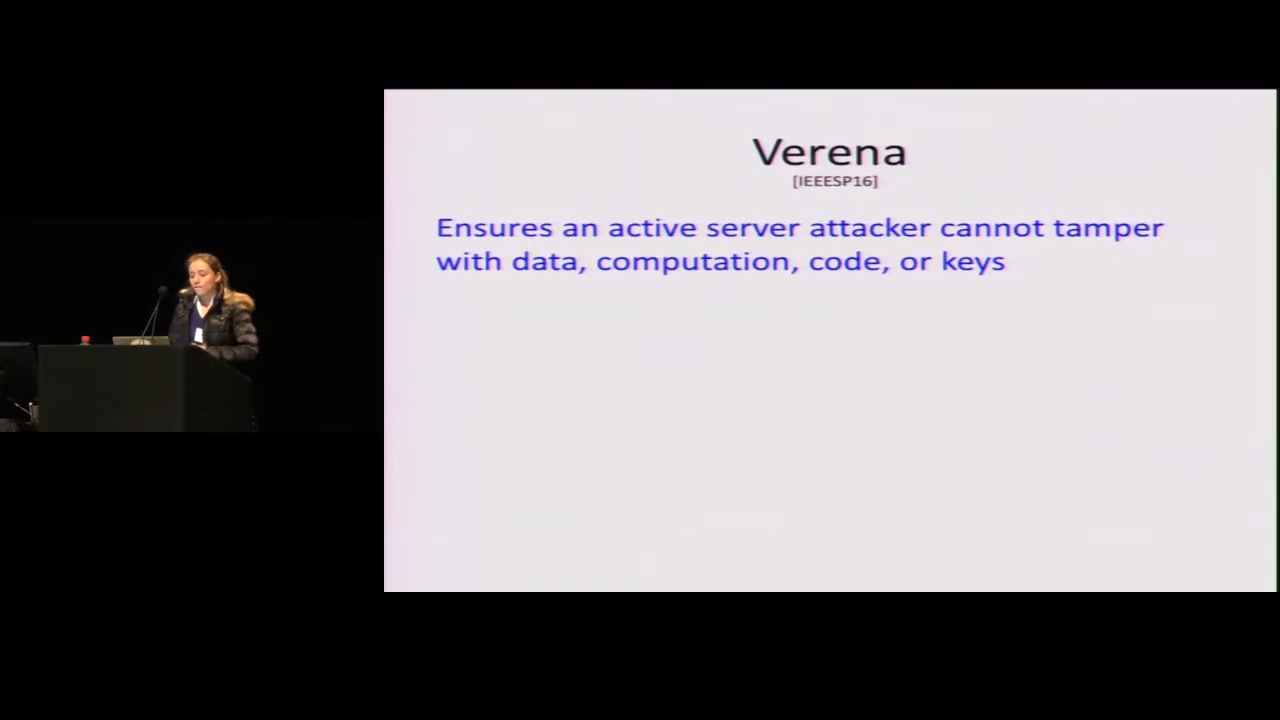 Verena
[IEEESP16]
Ensures an active server attacker cannot tamper
with data, computation, code, or keys